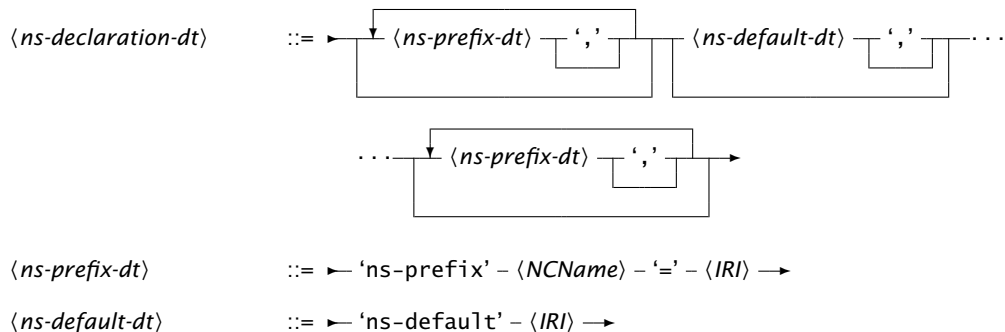 ⟨ns-declaration-dt⟩ ::= ⟨ns-prefix-dt⟩ ‘,’ ⟨ns-default-dt⟩ ‘,’ ···
··· ⟨ns-prefix-dt⟩ ‘,’
⟨ns-prefix-dt⟩ ::= ‘ns-prefix’ – ⟨NCName⟩ – ‘=’ – ⟨IRI⟩
⟨ns-default-dt⟩ ::= ‘ns-default’ – ⟨IRI⟩